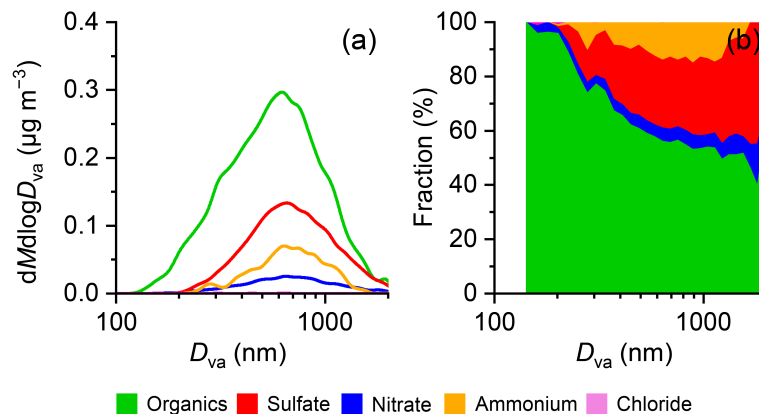 (a)
0.4
0.3
0.2
0.1
0.0
dMdlogDva (µg m−3)
100 1000
Dva (nm)
(b)
100
80
60
40
20
0
Fraction (%)
100 1000
Dva (nm)
Organics Sulfate Nitrate Ammonium Chloride